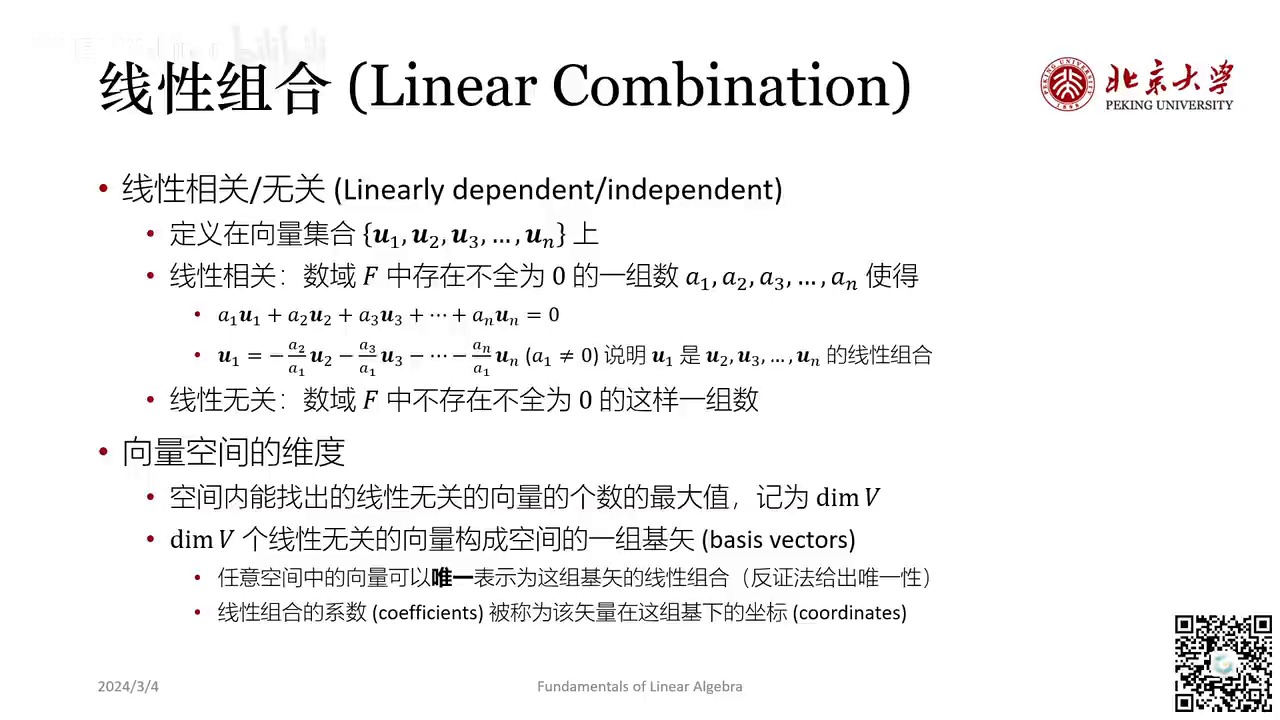 线性组合 (Linear Combination)
北京大学
PEKING UNIVERSITY
• 线性相关/无关 (Linearly dependent/independent)
• 定义在向量集合 {𝒖₁, 𝒖₂, 𝒖₃, … , 𝒖ₙ} 上
• 线性相关：数域 𝐹 中存在不全为 0 的一组数 𝑎₁, 𝑎₂, 𝑎₃, … , 𝑎ₙ 使得
• 𝑎₁𝒖₁ + 𝑎₂𝒖₂ + 𝑎₃𝒖₃ + ⋯ + 𝑎ₙ𝒖ₙ = 0
• 𝒖₁ = −𝑎₂/𝑎₁ 𝒖₂ − 𝑎₃/𝑎₁ 𝒖₃ − ⋯ − 𝑎ₙ/𝑎₁ 𝒖ₙ (𝑎₁ ≠ 0) 说明 𝒖₁ 是 𝒖₂, 𝒖₃, … , 𝒖ₙ 的线性组合
• 线性无关：数域 𝐹 中不存在不全为 0 的这样一组数
• 向量空间的维度
• 空间内能找出的线性无关的向量的个数的最大值，记为 dim 𝑉
• dim 𝑉 个线性无关的向量构成空间的一组基矢 (basis vectors)
• 任意空间中的向量可以唯一表示为这组基矢的线性组合（反证法给出唯一性）
• 线性组合的系数 (coefficients) 被称为该矢量在这组基下的坐标 (coordinates)
2024/3/4
Fundamentals of Linear Algebra